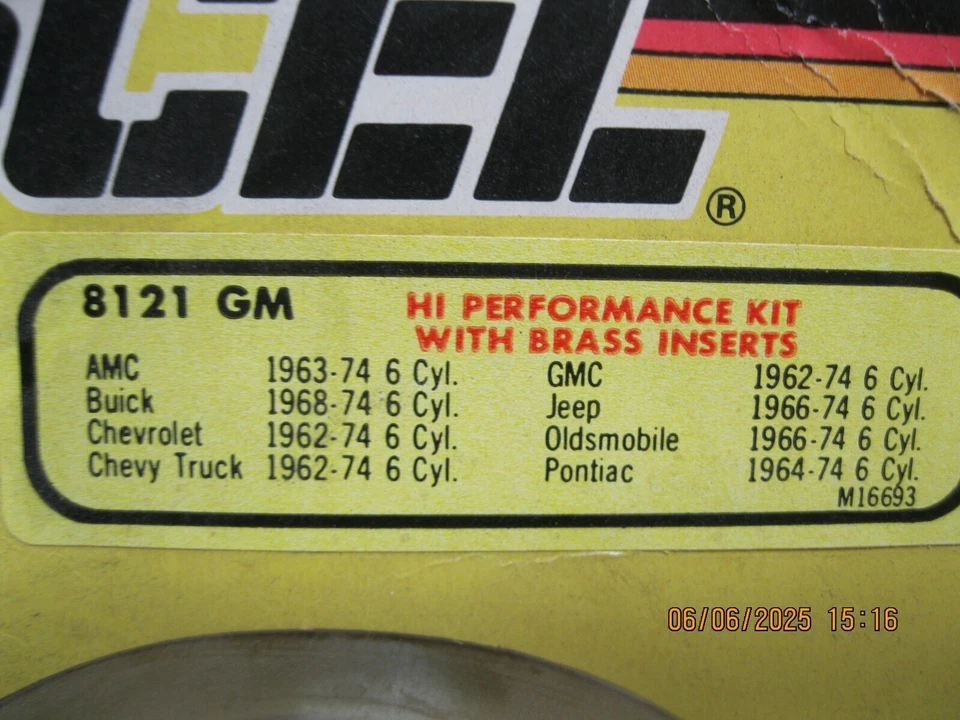 CEL®
8121 GM HI PERFORMANCE KIT
WITH BRASS INSERTS
AMC 1963-74 6 Cyl. GMC 1962-74 6 Cyl.
Buick 1968-74 6 Cyl. Jeep 1966-74 6 Cyl.
Chevrolet 1962-74 6 Cyl. Oldsmobile 1966-74 6 Cyl.
Chevy Truck 1962-74 6 Cyl. Pontiac 1964-74 6 Cyl.
M16693
06/06/2025 15:16